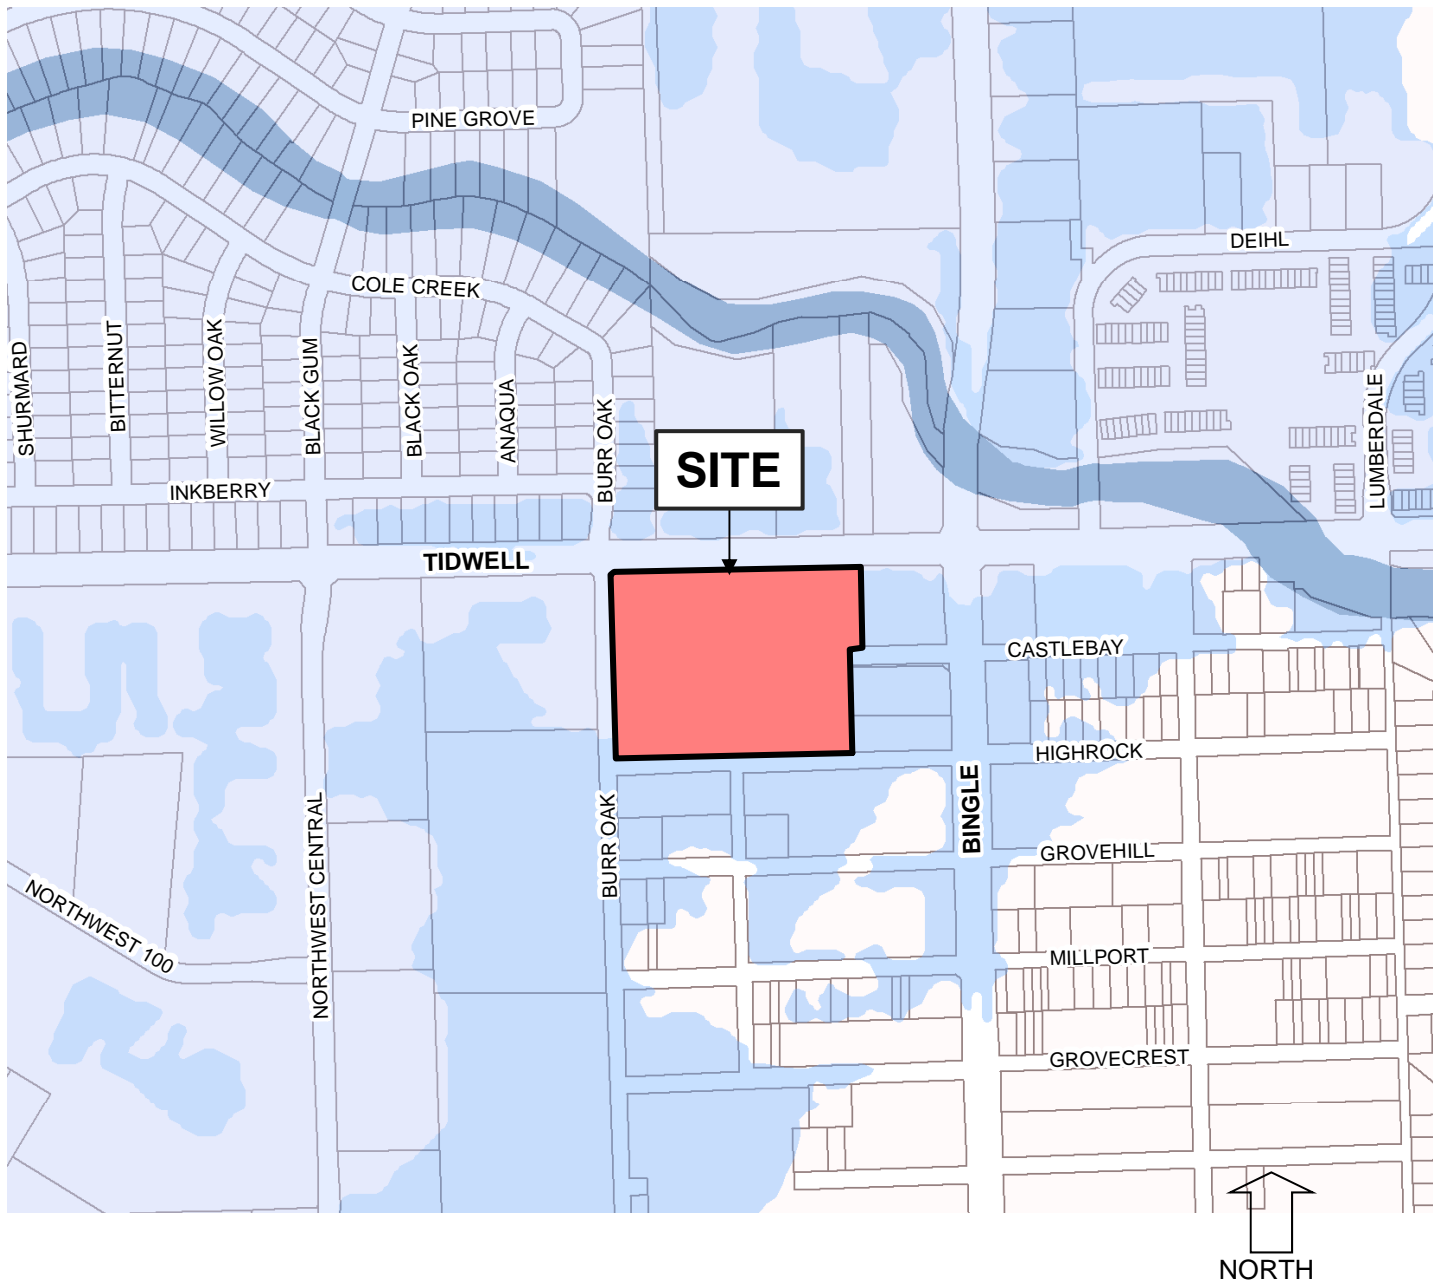 PINE GROVE
DEIHL
COLE CREEK
SHURMARD
BITTERNUT
WILLOW OAK
BLACK GUM
BLACK OAK
ANAQUA
BURR OAK
LUMBERDALE
SITE
INKBERRY
TIDWELL
CASTLEBAY
HIGHROCK
BINGLE
BURR OAK
NORTHWEST CENTRAL
GROVEHILL
NORTHWEST 100
MILLPORT
GROVECREST
NORTH